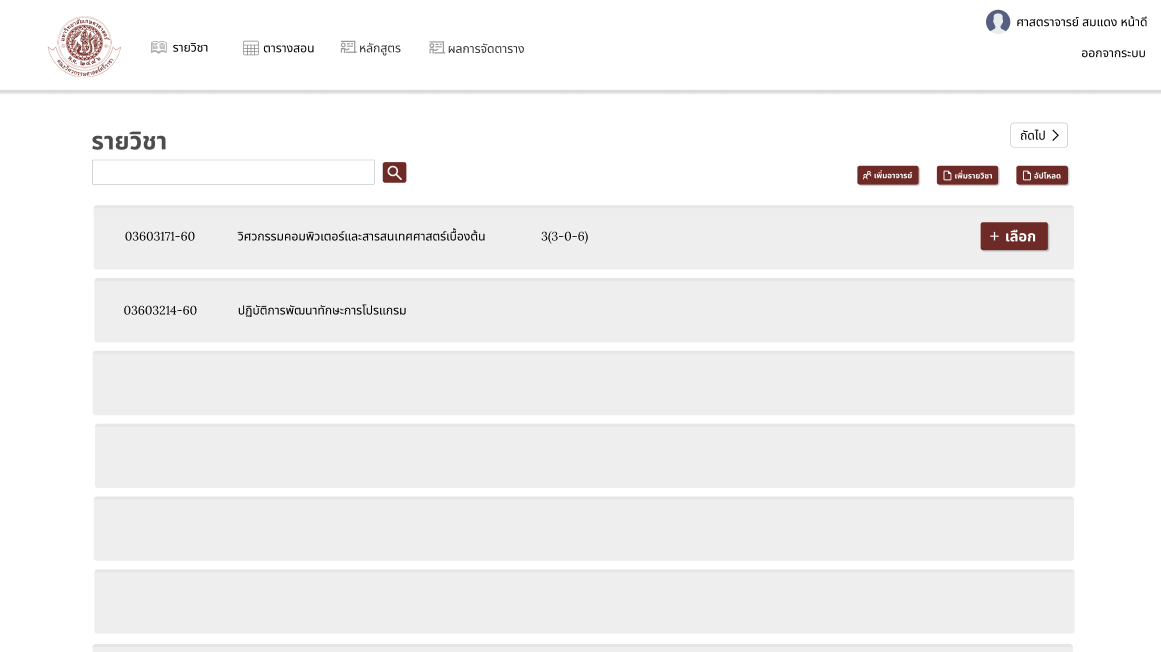 ศาสตราจารย์ สมแดง หน้าดี
รายวิชา ตารางสอน หลักสูตร ผลการจัดตาราง
ออกจากระบบ
รายวิชา
ถัดไป
เพิ่มอาจารย์ เพิ่มรายวิชา อัปโหลด
03603171-60 วิศวกรรมคอมพิวเตอร์และสารสนเทศศาสตร์เบื้องต้น 3(3-0-6) + เลือก
03603214-60 ปฏิบัติการพัฒนาทักษะการโปรแกรม